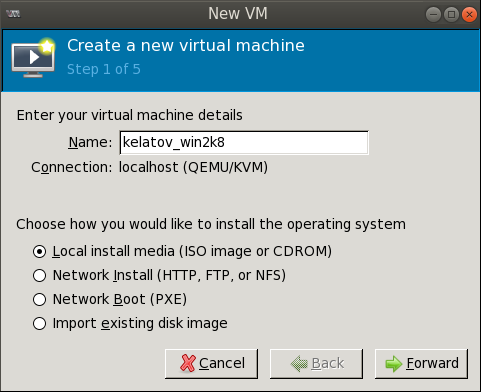 New VM
Create a new virtual machine
Step 1 of 5
Enter your virtual machine details
Name: kelatov_win2k8
Connection: localhost (QEMU/KVM)
Choose how you would like to install the operating system
Local install media (ISO image or CDROM)
Network Install (HTTP, FTP, or NFS)
Network Boot (PXE)
Import existing disk image
Cancel Back Forward